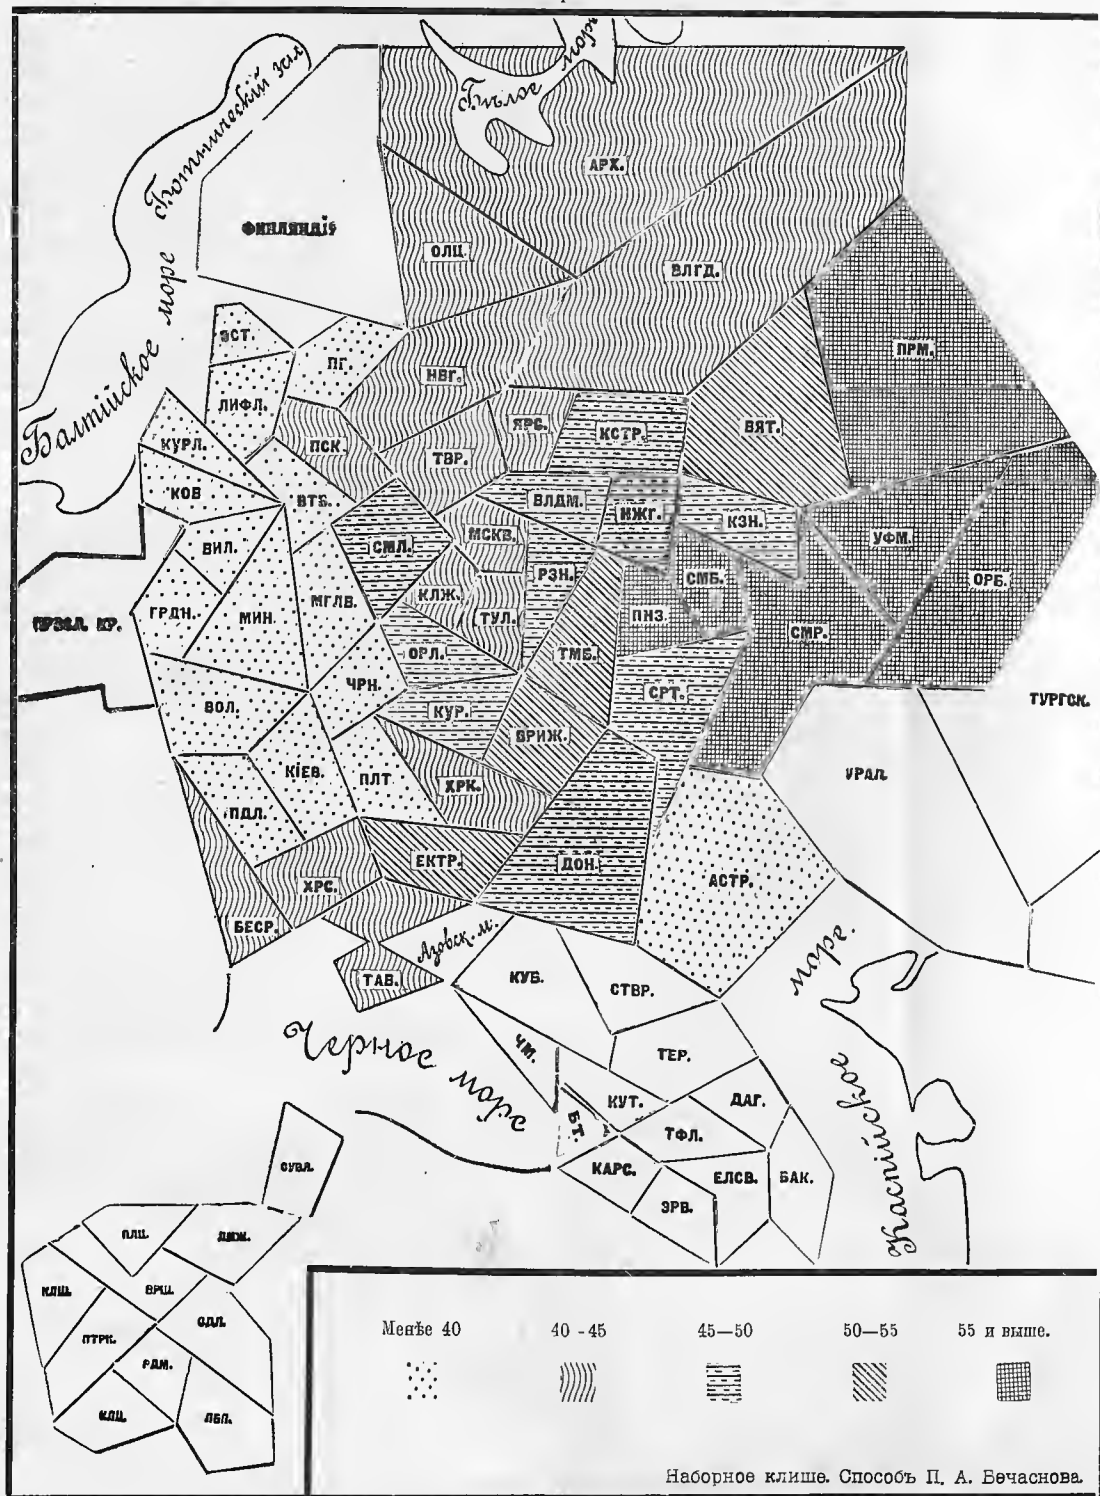 Ботническій зал.
Бѣлое море
АРХ.
ФИНЛЯНДІЯ
ОЛЦ.
ВЛГД.
Балтійское море
ЭСТ.
ПГ.
НВГ.
ПРМ.
ЛИФЛ.
ЯРС.
КСТР.
ВЯТ.
КУРЛ.
ПСК.
ТВР.
КОВ
ВТБ.
ВЛДМ.
НЖГ.
КЗН.
СМЛ.
МСКВ.
УФМ.
ВИЛ.
РЗН.
СМБ.
ОРБ.
ГРДН.
МИН.
МГЛВ.
КЛЖ.
ТУЛ.
ПНЗ.
СМР.
ПРЗОЛ. КР.
ОРЛ.
ТМБ.
ЧРН.
СРТ.
ТУРГСК.
ВОЛ.
КУР.
ВРНЖ.
КІЕВ.
ПЛТ.
ХРК.
УРАЛ.
ПДЛ.
ЕКТР.
ДОН.
АСТР.
ХРС.
БЕСР.
Азовск. м.
ТАВ.
КУБ.
СТВР.
Черное море
ЧМ.
ТЕР.
Каспійское море.
БТ.
КУТ.
ДАГ.
ТФЛ.
КАРС.
ЕЛСВ.
БАК.
ЭРВ.
СУВЛ.
ПЛЦ.
ЛМЖ.
КЛШ.
ВРШ.
ПТРК.
СДЛ.
РДМ.
КЛЦ.
ЛБЛ.
Менѣе 40 40 - 45 45—50 50—55 55 и выше.
Наборное клише. Способъ П. А. Вечаснова.